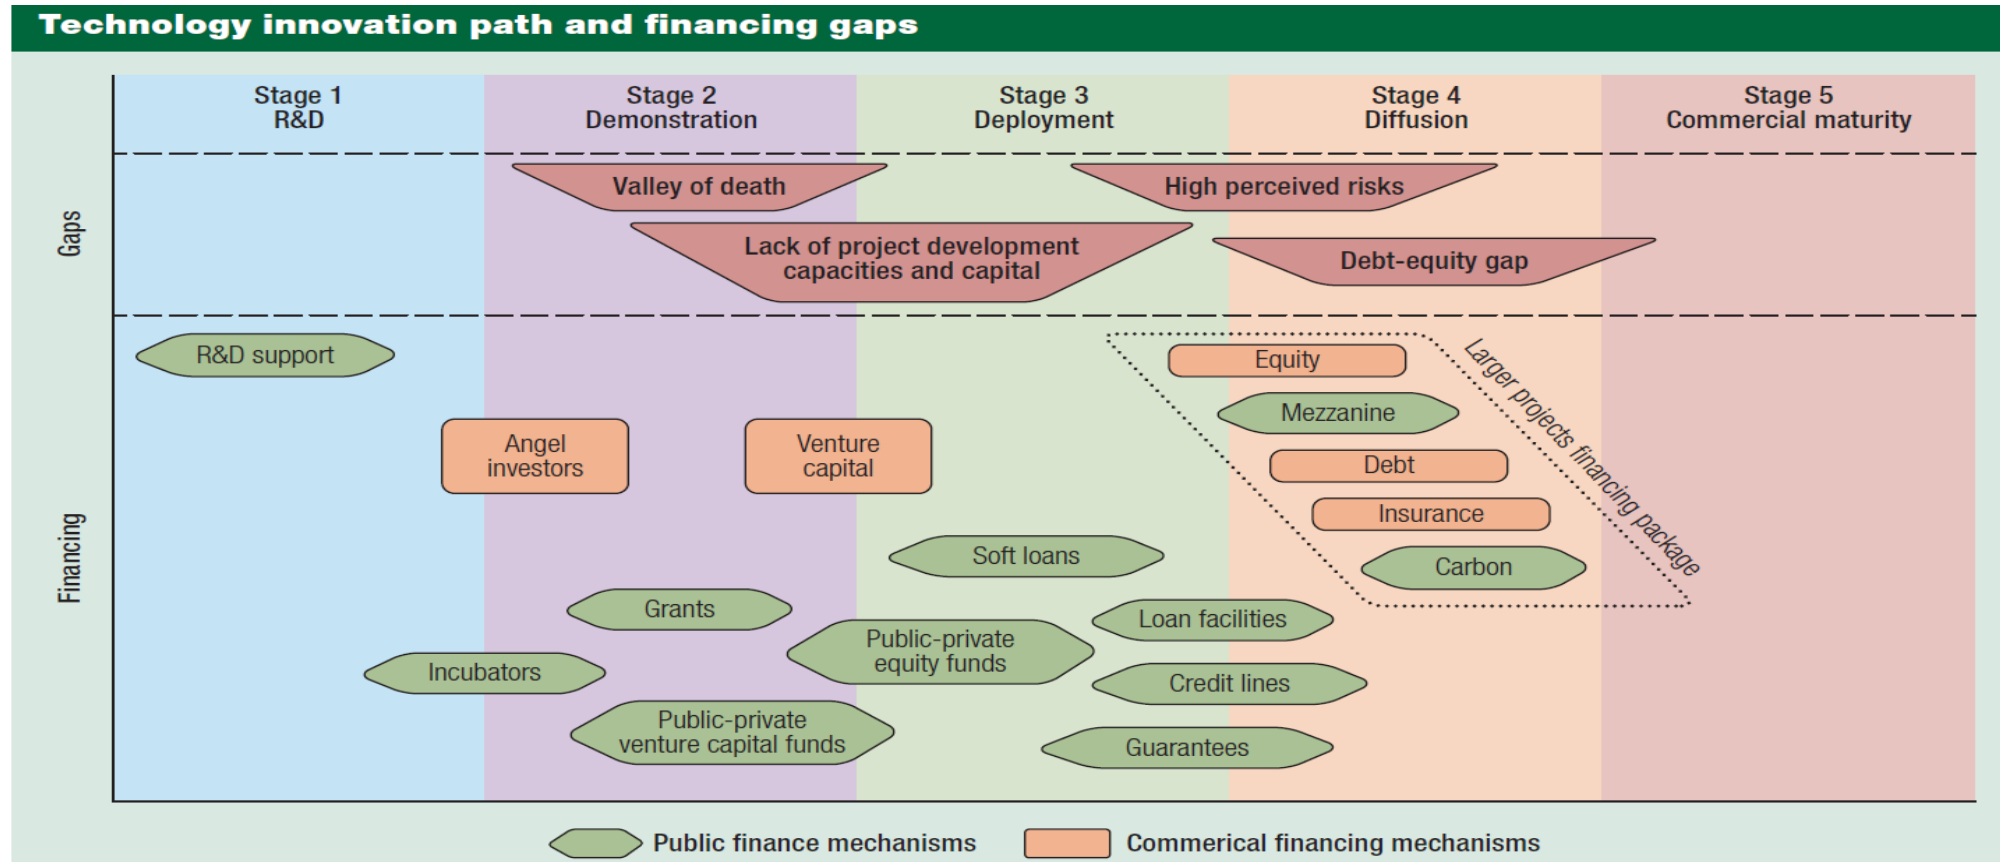 Technology innovation path and financing gaps
Stage 1
R&D
Stage 2
Demonstration
Stage 3
Deployment
Stage 4
Diffusion
Stage 5
Commercial maturity
Gaps
Valley of death
High perceived risks
Lack of project development
capacities and capital
Debt-equity gap
Financing
R&D support
Equity
Mezzanine
Angel
investors
Venture
capital
Debt
Insurance
Larger projects financing package
Soft loans
Carbon
Grants
Loan facilities
Public-private
equity funds
Incubators
Credit lines
Public-private
venture capital funds
Guarantees
Public finance mechanisms
Commerical financing mechanisms